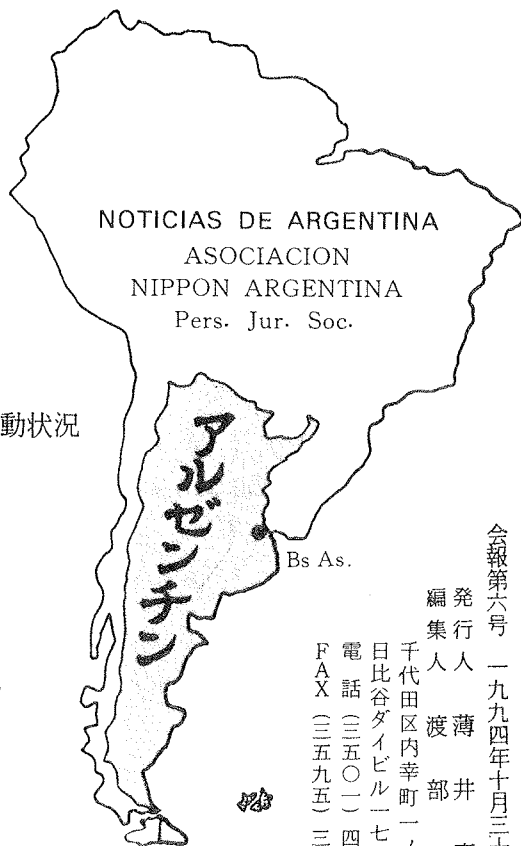 NOTICIAS DE ARGENTINA
ASOCIACION
NIPPON ARGENTINA
Pers. Jur. Soc.
動状況
アルゼンチン
Bs As.
会報第六号 一九九四年十月三十
発行人 薄井
編集人 渡部
千代田区内幸町一ノ
日比谷ダイビル一七
電話(三五〇一)四
FAX(三五九五)三